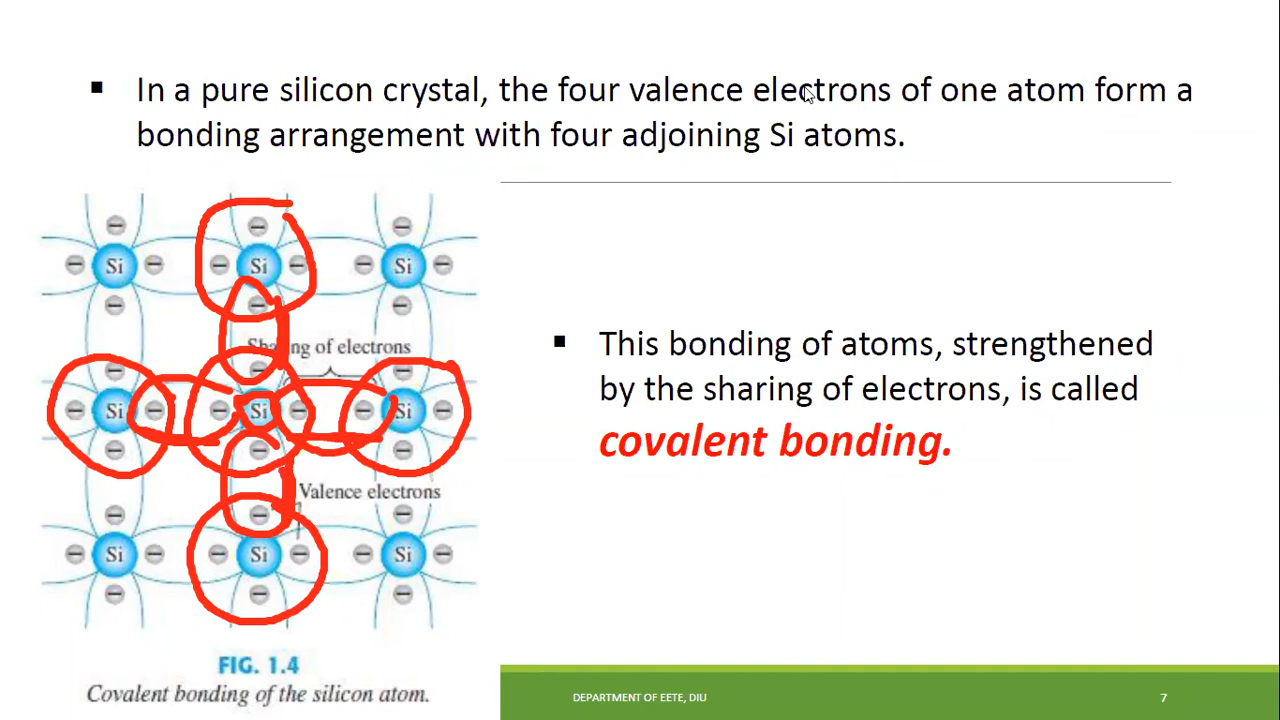 ▪ In a pure silicon crystal, the four valence electrons of one atom form a
bonding arrangement with four adjoining Si atoms.
Si Si Si
Sharing of electrons
Si Si Si
Valence electrons
Si Si Si
FIG. 1.4
Covalent bonding of the silicon atom.
▪ This bonding of atoms, strengthened
by the sharing of electrons, is called
covalent bonding.
DEPARTMENT OF EETE, DIU 7